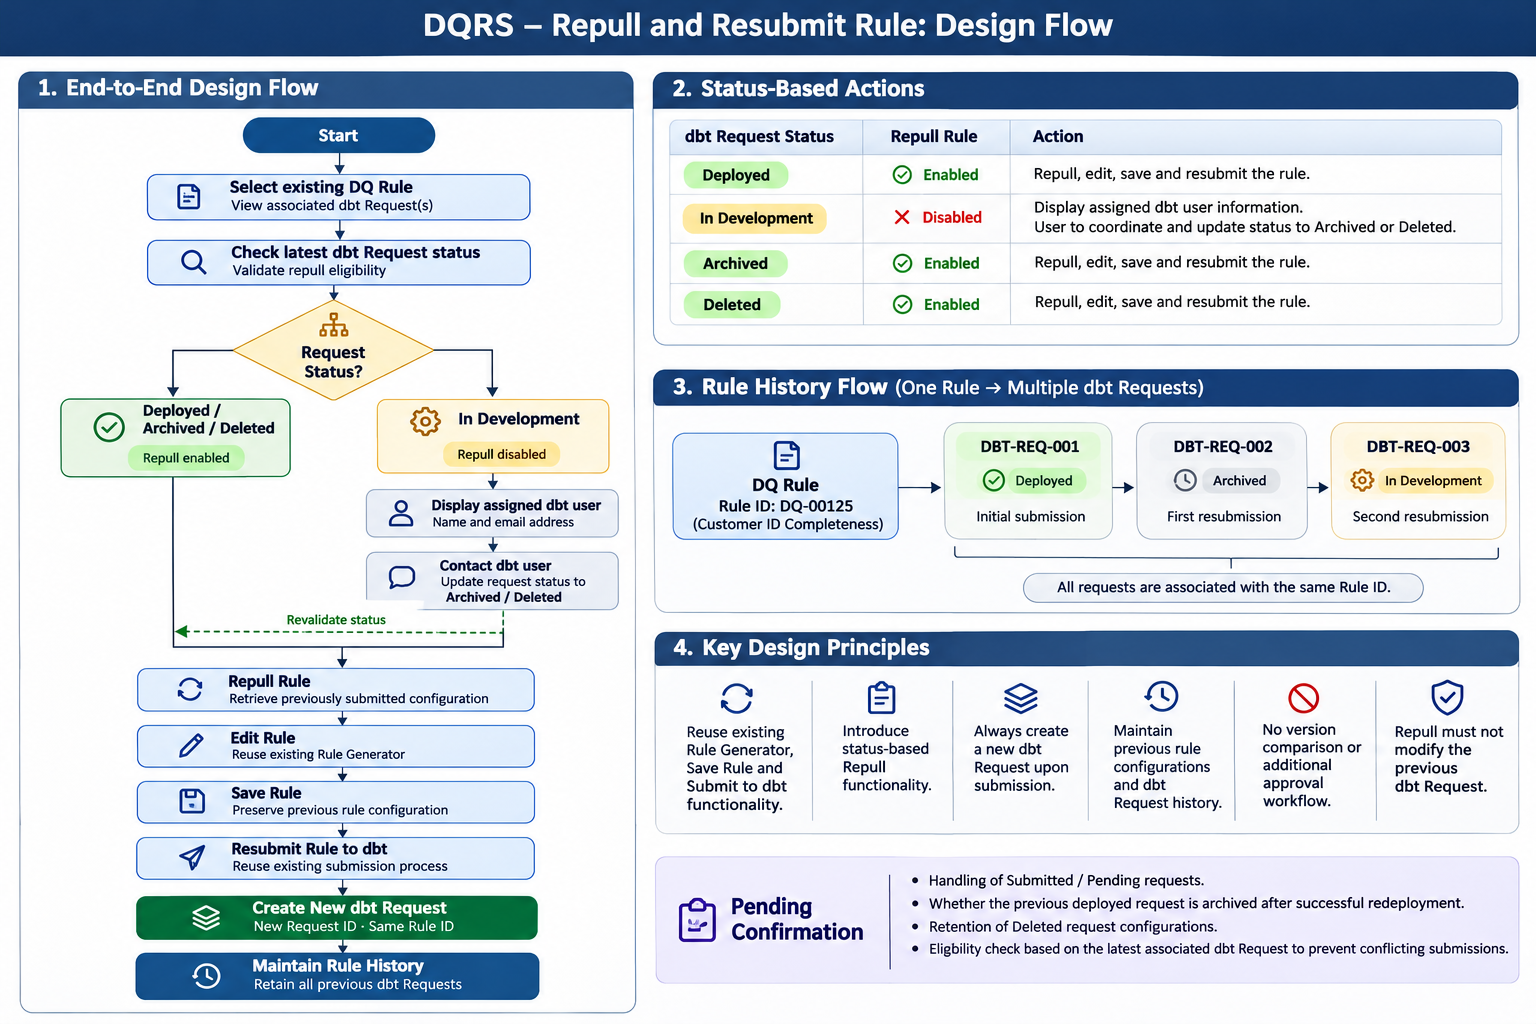 DQRS – Repull and Resubmit Rule: Design Flow
1. End-to-End Design Flow
Start
Select existing DQ Rule
View associated dbt Request(s)
Check latest dbt Request status
Validate repull eligibility
Request
Status?
Deployed /
Archived / Deleted
Repull enabled
In Development
Repull disabled
Display assigned dbt user
Name and email address
Contact dbt user
Update request status to
Archived / Deleted
Revalidate status
Repull Rule
Retrieve previously submitted configuration
Edit Rule
Reuse existing Rule Generator
Save Rule
Preserve previous rule configuration
Resubmit Rule to dbt
Reuse existing submission process
Create New dbt Request
New Request ID · Same Rule ID
Maintain Rule History
Retain all previous dbt Requests
2. Status-Based Actions
dbt Request Status Repull Rule Action
Deployed Enabled Repull, edit, save and resubmit the rule.
In Development Disabled Display assigned dbt user information.
User to coordinate and update status to Archived or Deleted.
Archived Enabled Repull, edit, save and resubmit the rule.
Deleted Enabled Repull, edit, save and resubmit the rule.
3. Rule History Flow (One Rule → Multiple dbt Requests)
DQ Rule
Rule ID: DQ-00125
(Customer ID Completeness)
DBT-REQ-001
Deployed
Initial submission
DBT-REQ-002
Archived
First resubmission
DBT-REQ-003
In Development
Second resubmission
All requests are associated with the same Rule ID.
4. Key Design Principles
Reuse existing
Rule Generator,
Save Rule and
Submit to dbt
functionality.
Introduce
status-based
Repull
functionality.
Always create
a new dbt
Request upon
submission.
Maintain
previous rule
configurations
and dbt
Request history.
No version
comparison or
additional
approval
workflow.
Repull must not
modify the
previous
dbt Request.
Pending
Confirmation
• Handling of Submitted / Pending requests.
• Whether the previous deployed request is archived after successful redeployment.
• Retention of Deleted request configurations.
• Eligbility check based on the latest associated dbt Request to prevent conflicting submissions.